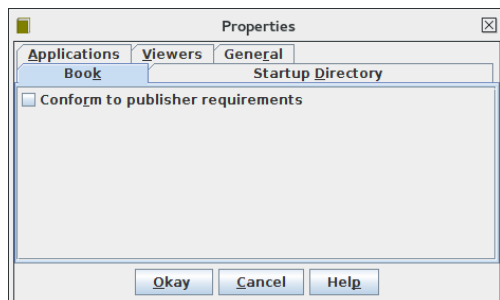 Properties
Applications Viewers General
Book Startup Directory
Conform to publisher requirements
Okay Cancel Help